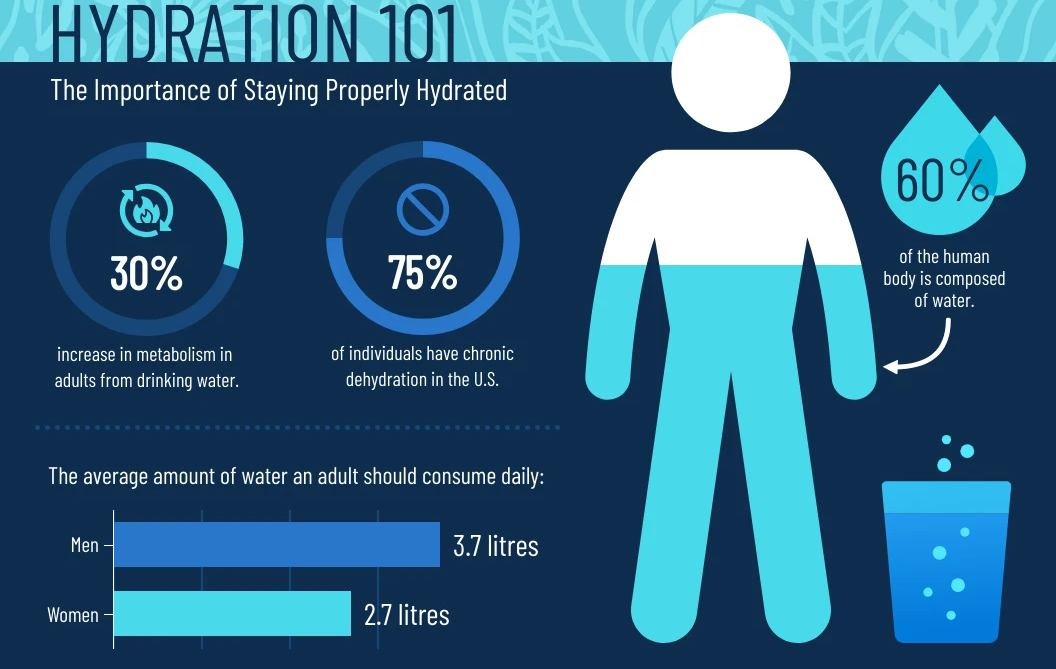 HYDRATION 101
The Importance of Staying Properly Hydrated
30%
increase in metabolism in
adults from drinking water.
75%
of individuals have chronic
dehydration in the U.S.
60%
of the human
body is composed
of water.
The average amount of water an adult should consume daily:
Men
3.7 litres
Women
2.7 litres